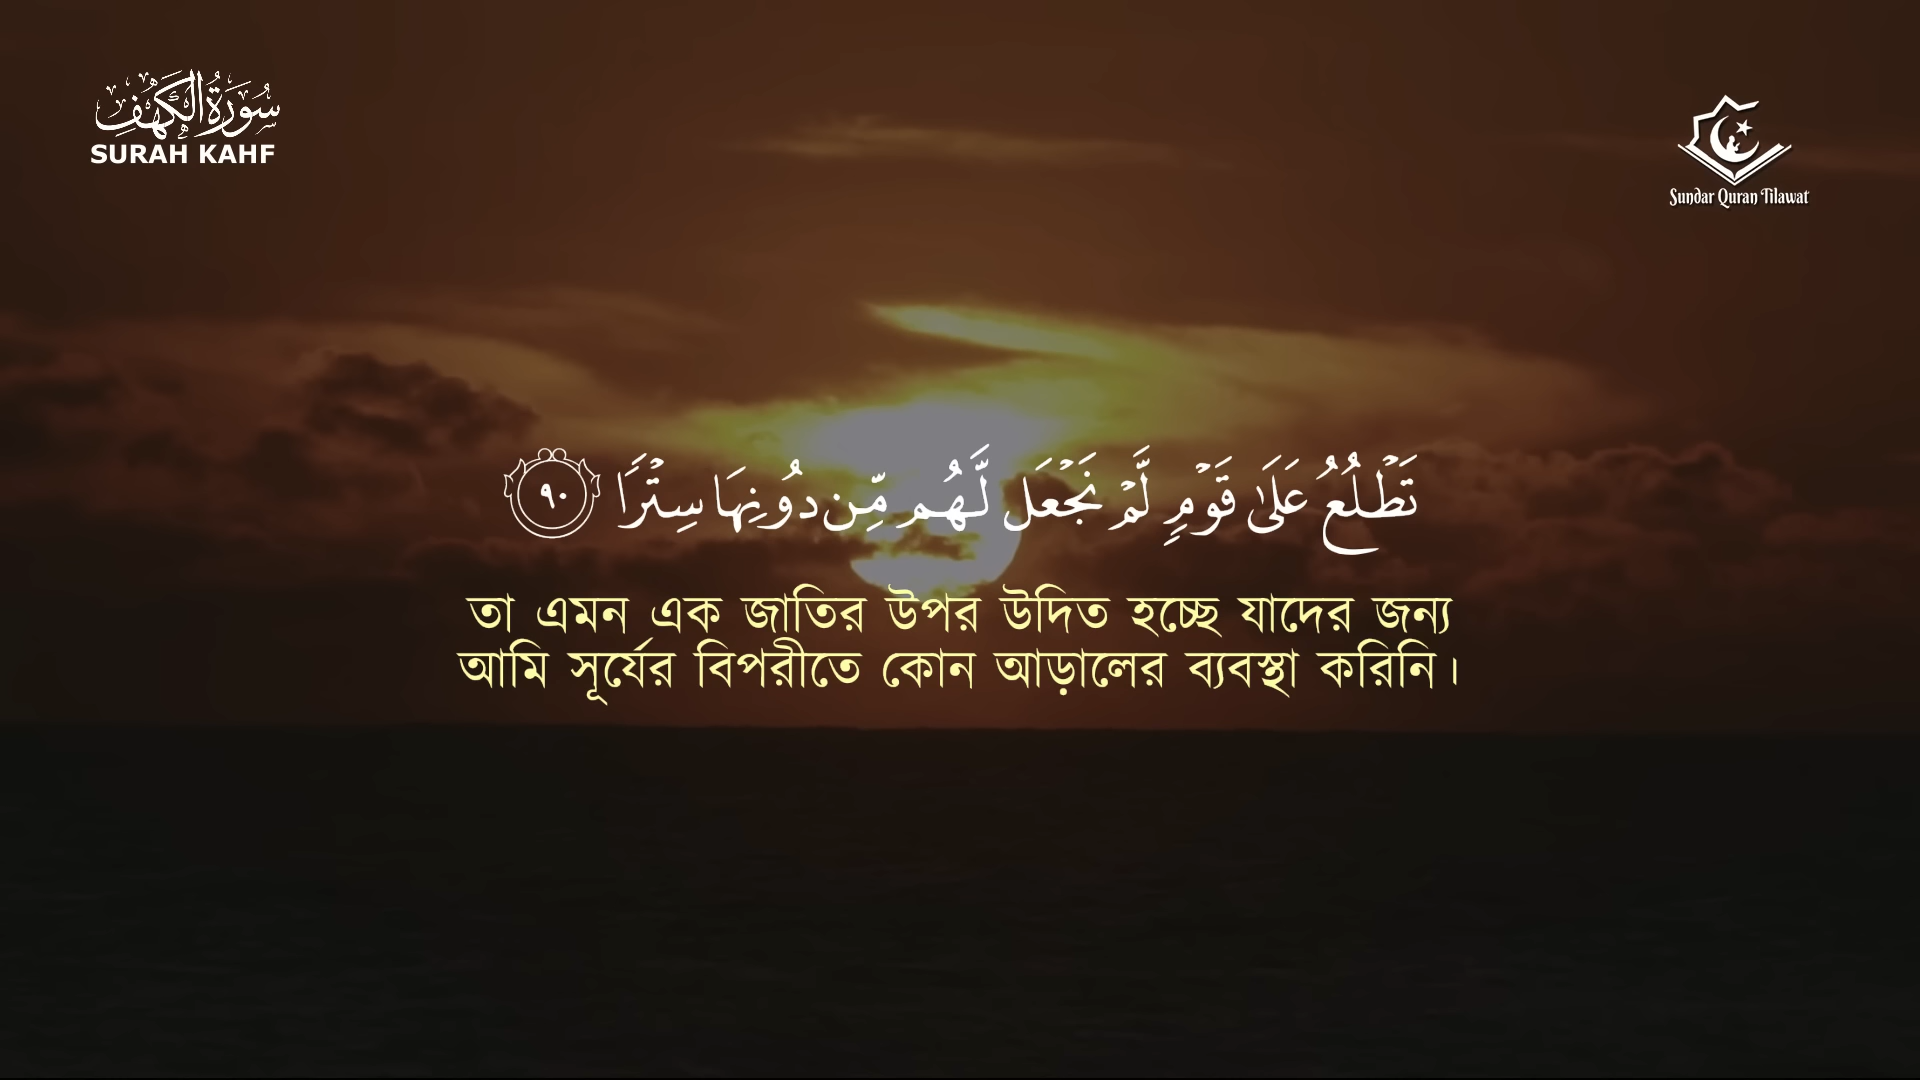 سُورَةُ الكَهْفِ
SURAH KAHF
Sundar Quran Tilawat
تَطْلُعُ عَلَىٰ قَوْمٍ لَّمْ نَجْعَل لَّهُم مِّن دُونِهَا سِتْرًا ٩٠
তা এমন এক জাতির উপর উদিত হচ্ছে যাদের জন্য
আমি সূর্যের বিপরীতে কোন আড়ালের ব্যবস্থা করিনি।